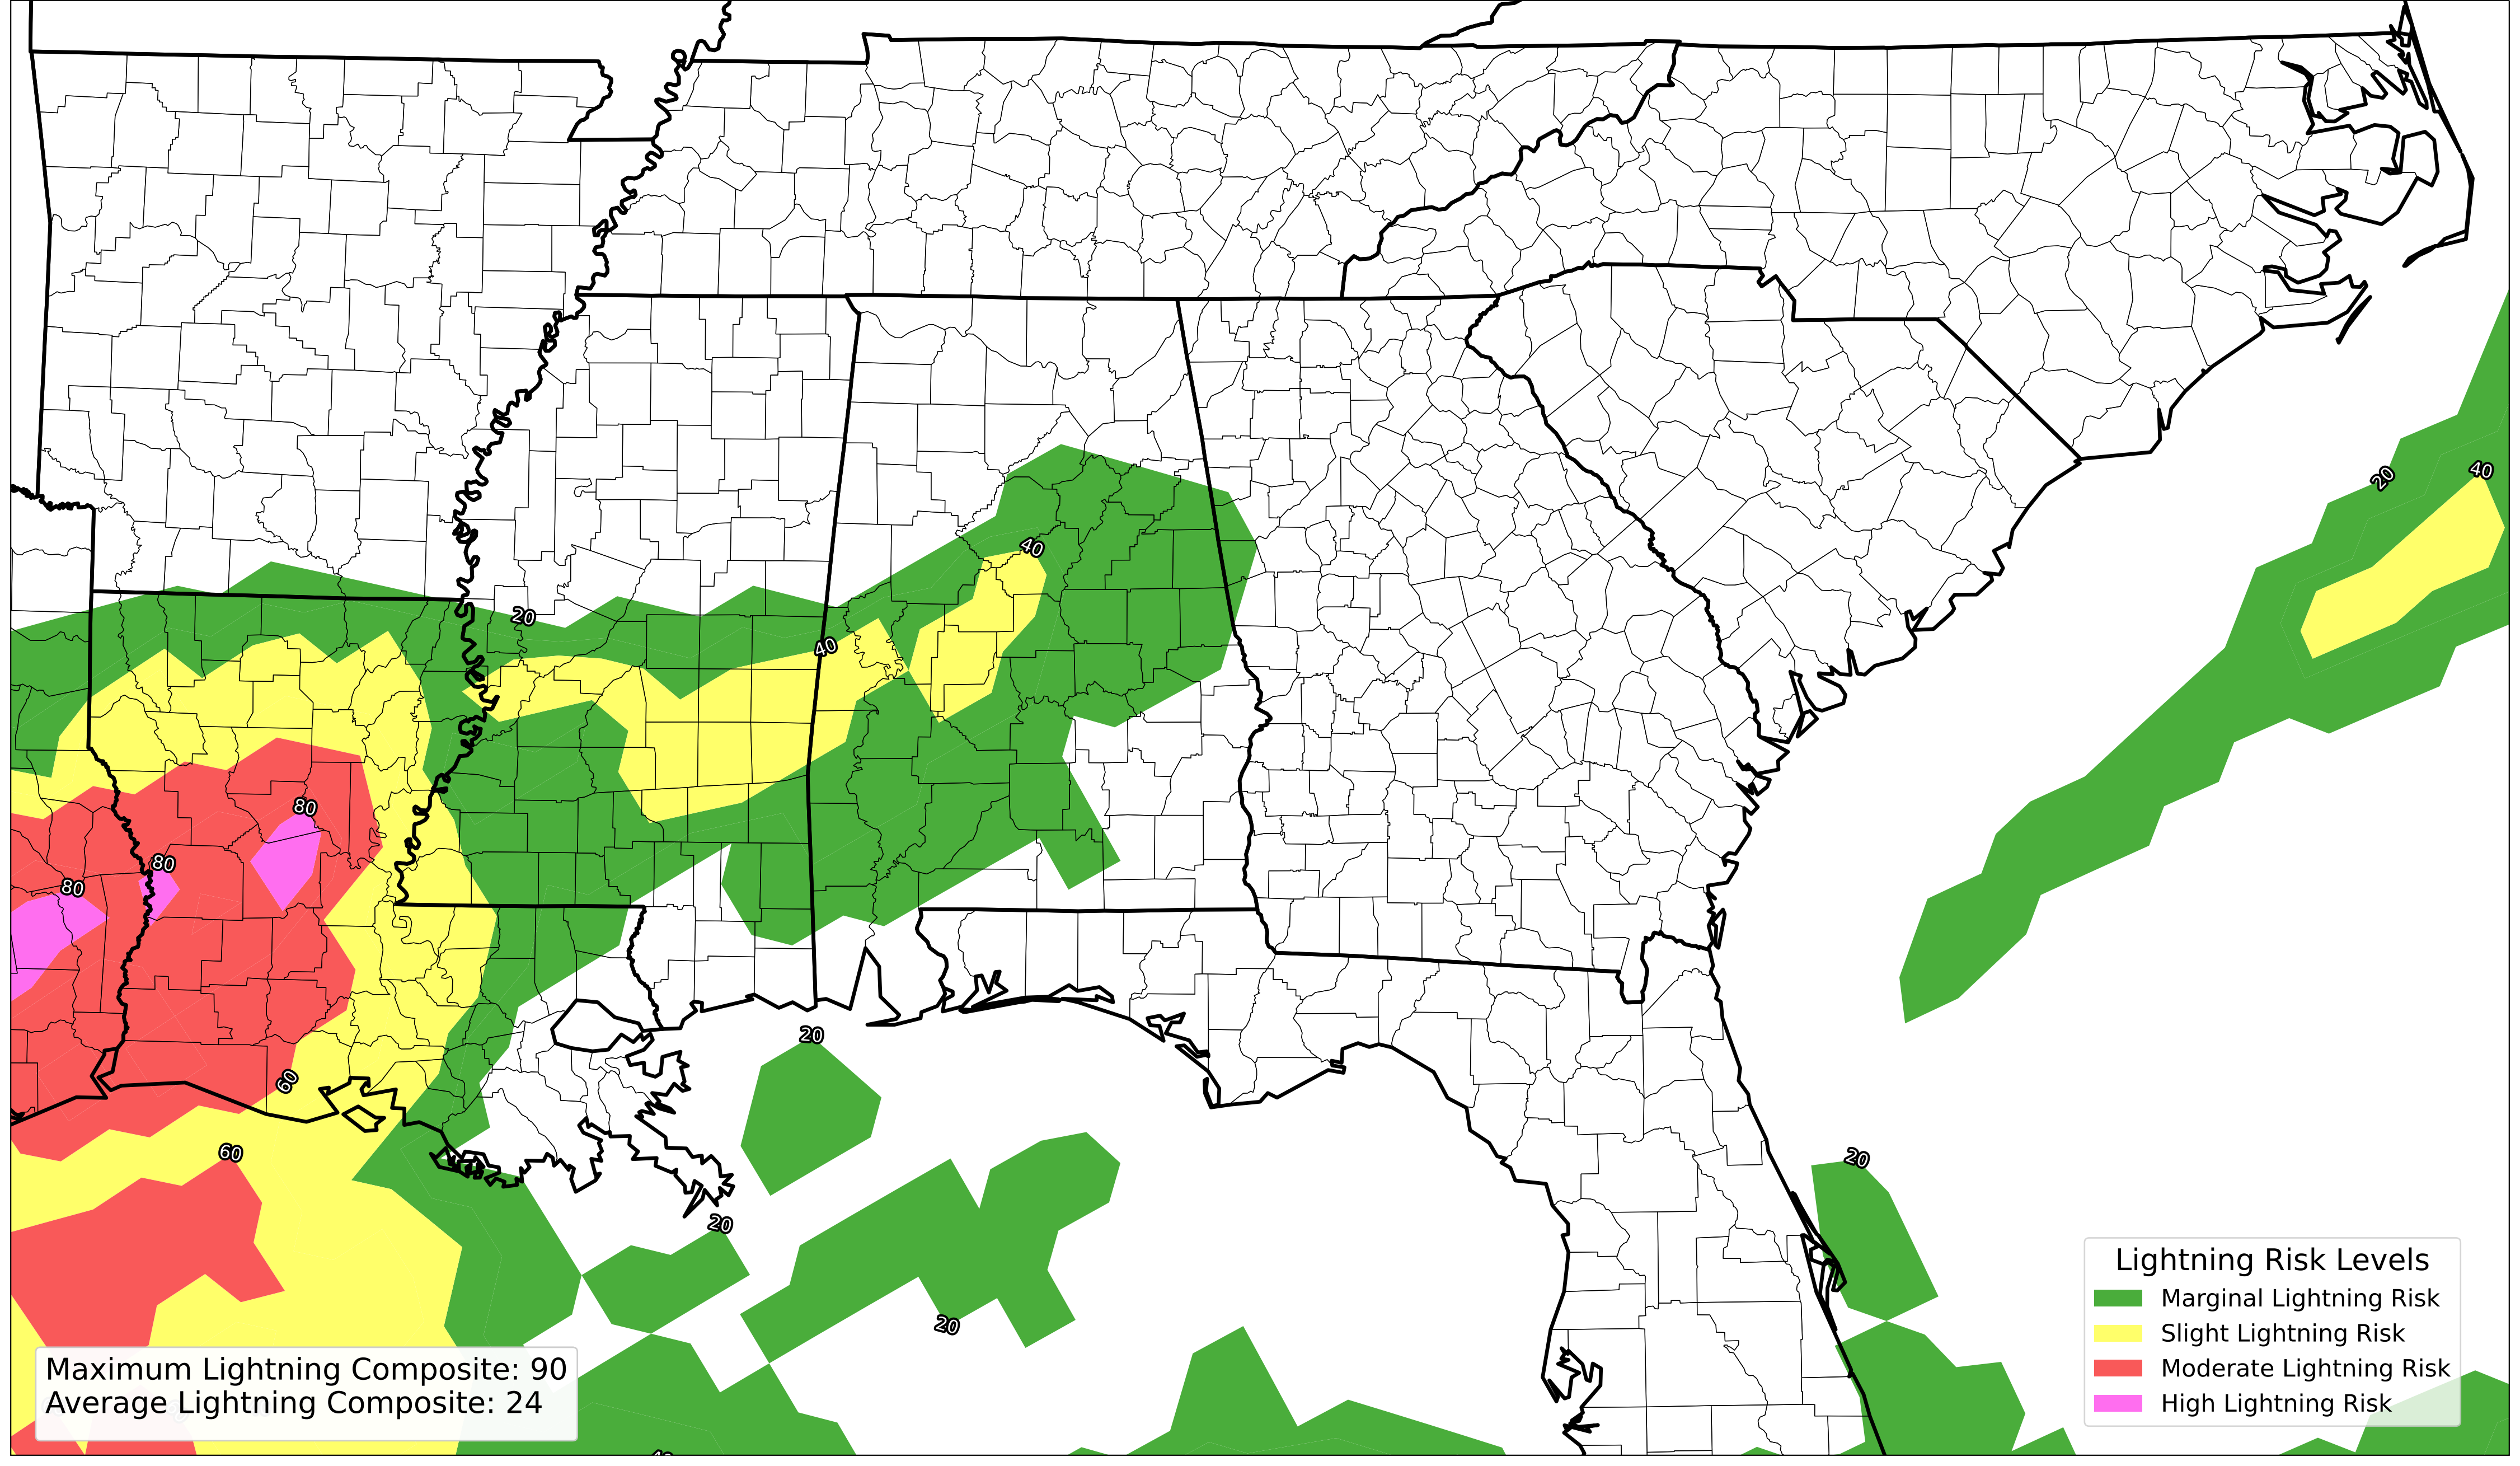 40
20
40
20
40
80
80
80
20
60
60
20
20
20
Lightning Risk Levels
Marginal Lightning Risk
Slight Lightning Risk
Moderate Lightning Risk
High Lightning Risk
Maximum Lightning Composite: 90
Average Lightning Composite: 24